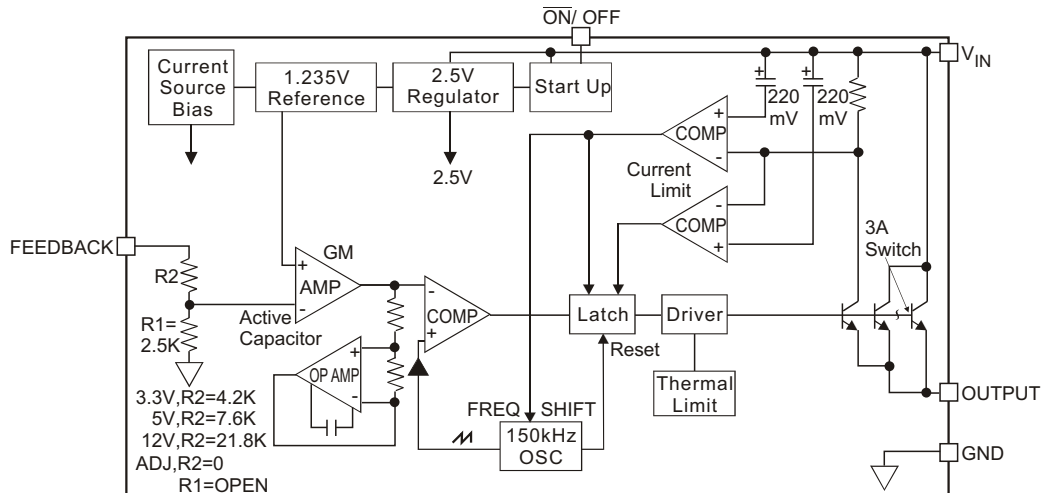 ON/ OFF
VIN
Current
Source
Bias
1.235V
Reference
2.5V
Regulator
Start Up
+
220
mV
+
220
mV
2.5V
+
COMP
-
Current
Limit
-
COMP
+
3A
Switch
FEEDBACK
R2
R1=
2.5K
GM
+
AMP
-
Active
Capacitor
-
COMP
+
Latch
Driver
Reset
Thermal
Limit
+
OP AMP
-
FREQ SHIFT
150kHz
OSC
3.3V,R2=4.2K
5V,R2=7.6K
12V,R2=21.8K
ADJ,R2=0
R1=OPEN
OUTPUT
GND